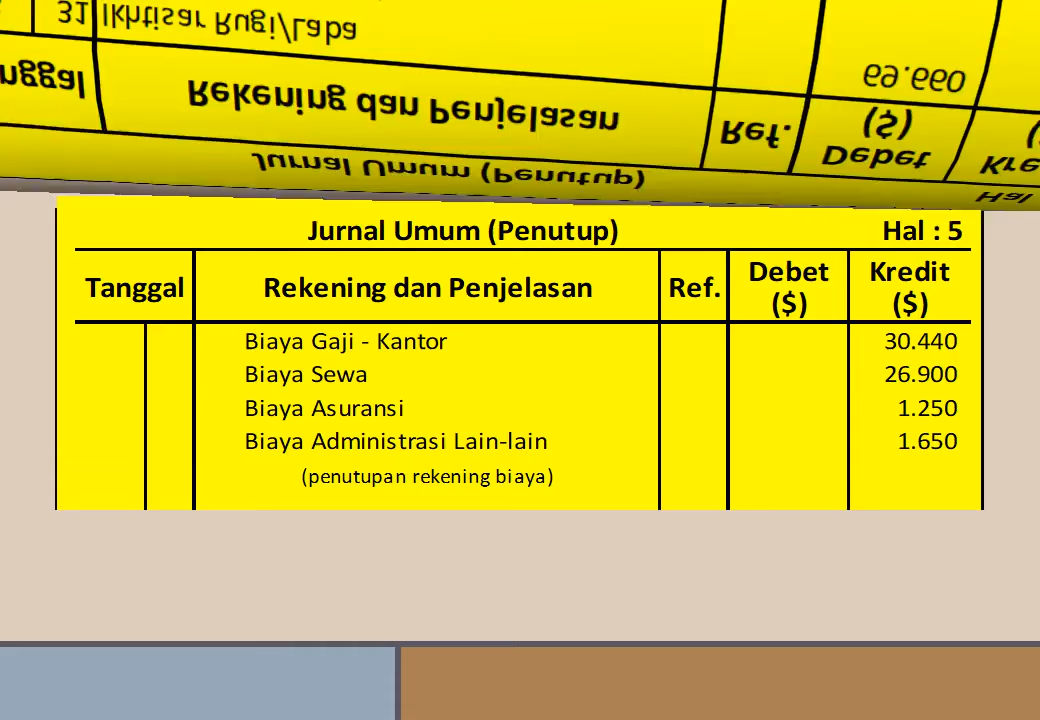 31 Ikhtisar Rugi/Laba
69.660
nggal Rekening dan Penjelasan Ref. Debet ($) Kre
Jurnal Umum (Penutup) Hal
Jurnal Umum (Penutup) Hal : 5
Tanggal Rekening dan Penjelasan Ref. Debet ($) Kredit ($)
Biaya Gaji - Kantor 30.440
Biaya Sewa 26.900
Biaya Asuransi 1.250
Biaya Administrasi Lain-lain 1.650
(penutupan rekening biaya)